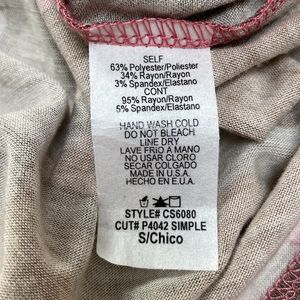 SELF
63% Polyester/Poliester
34% Rayon/Rayon
3% Spandex/Elastano
CONT
95% Rayon/Rayon
5% Spandex/Elastano
HAND WASH COLD
DO NOT BLEACH
LINE DRY
LAVE FRIO A MANO
NO USAR CLORO
SECAR COLGADO
MADE IN U.S.A.
HECHO EN E.U.A.
STYLE# CS6080
CUT# P4042 SIMPLE
S/Chico